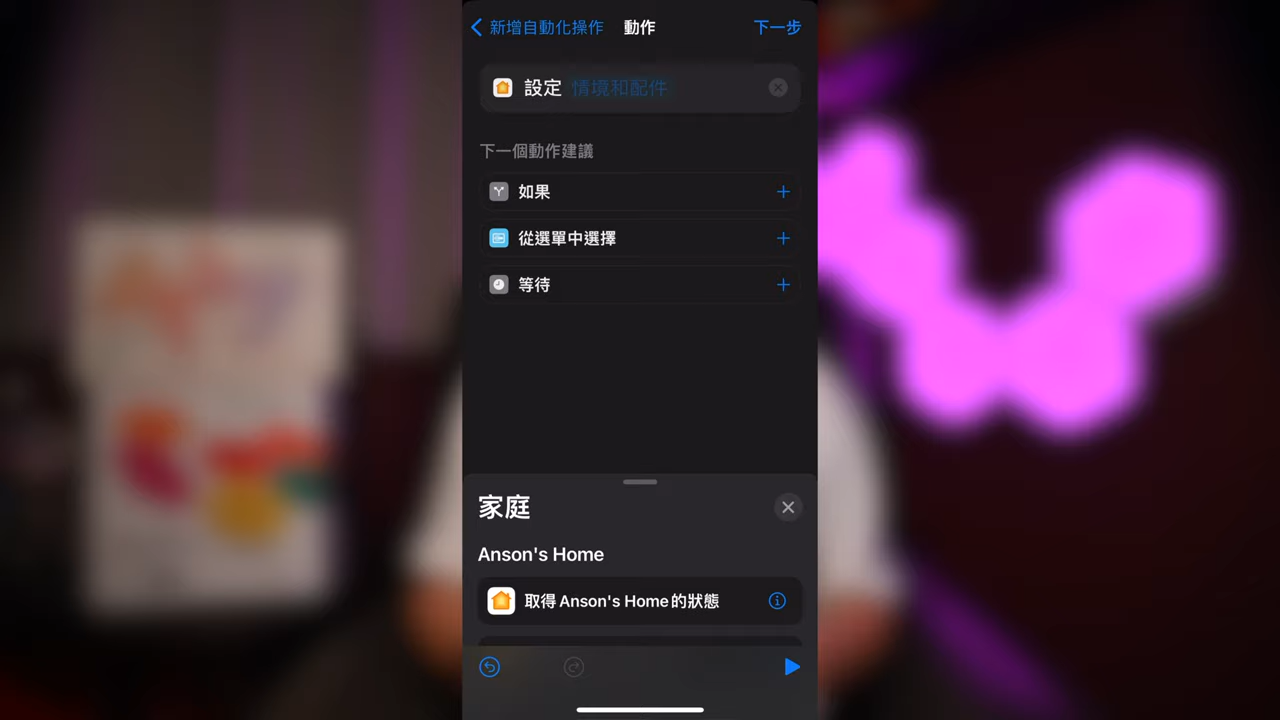 新增自動化操作 動作 下一步
設定 情境和配件
下一個動作建議
如果
從選單中選擇
等待
家庭
Anson's Home
取得 Anson's Home 的狀態